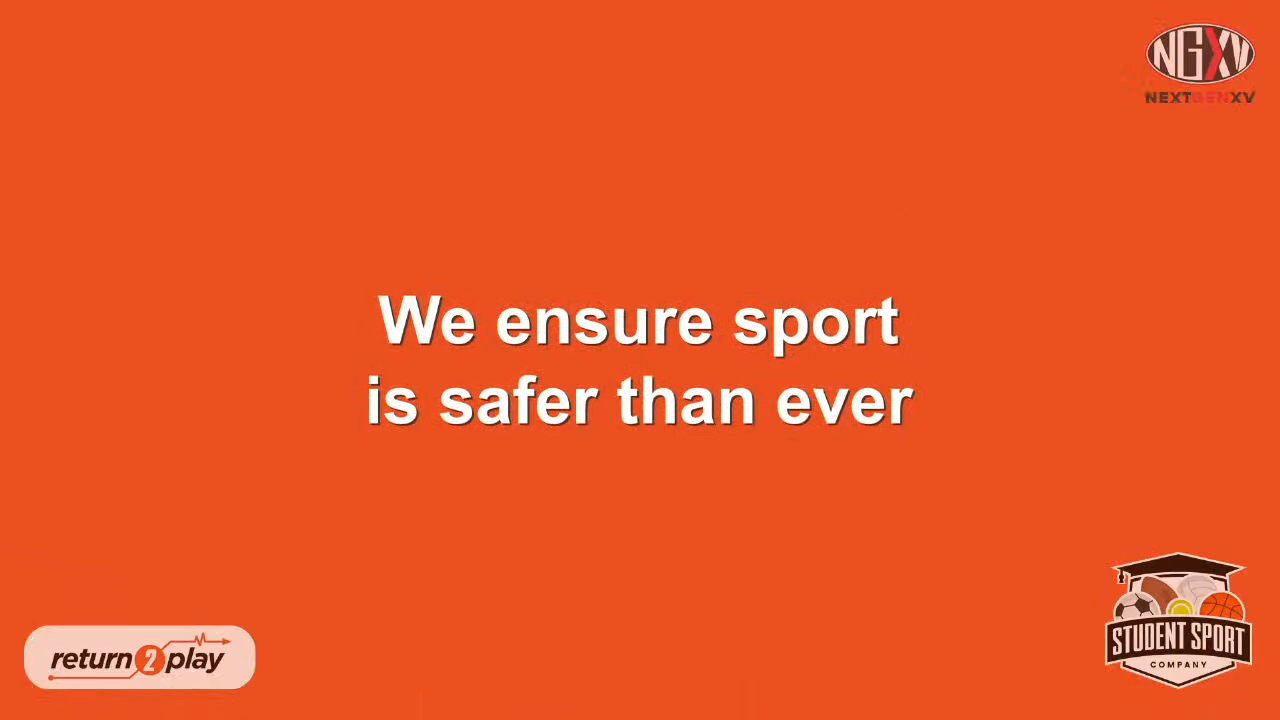 NGXV
NEXTGENXV
We ensure sport
is safer than ever
return2play
STUDENT SPORT
COMPANY